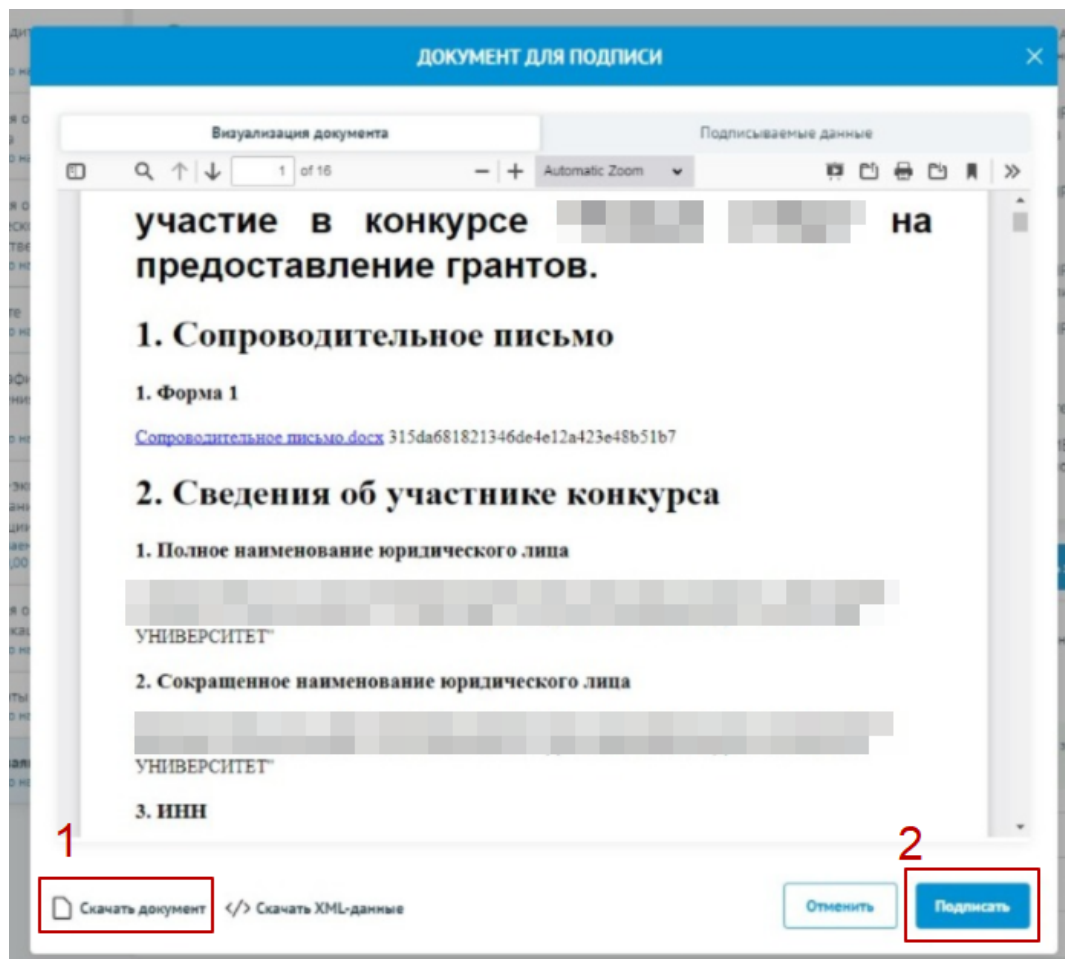 ДОКУМЕНТ ДЛЯ ПОДПИСИ
Визуализация документа
Подписываемые данные
1 of 16
Automatic Zoom
участие в конкурсе на
предоставление грантов.
1. Сопроводительное письмо
1. Форма 1
Сопроводительное письмо.docx 315da681821346de4e12a423e48b51b7
2. Сведения об участнике конкурса
1. Полное наименование юридического лица
УНИВЕРСИТЕТ"
2. Сокращенное наименование юридического лица
УНИВЕРСИТЕТ"
3. ИНН
1
2
Скачать документ
</> Скачать XML-данные
Отменить
Подписать